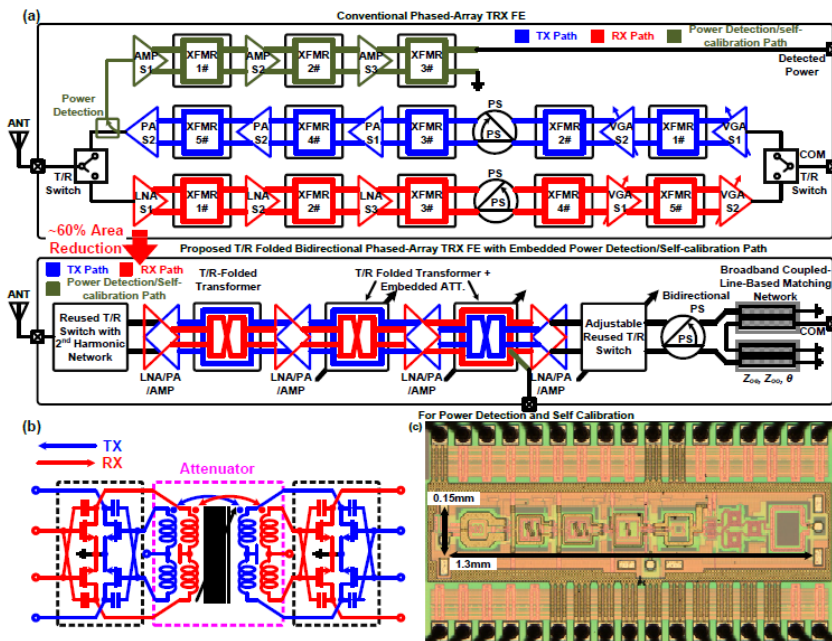 (a)
Conventional Phased-Array TRX FE
TX Path
RX Path
Power Detection/self-
calibration Path
AMP
S1
XFMR
1#
AMP
S2
XFMR
2#
AMP
S3
XFMR
3#
Detected
Power
Power
Detection
ANT
T/R
Switch
PA
S2
XFMR
5#
PA
S2
XFMR
4#
PA
S1
XFMR
3#
PS
PS
XFMR
2#
VGA
S2
XFMR
1#
VGA
S1
COM
T/R
Switch
LNA
S1
XFMR
1#
LNA
S2
XFMR
2#
LNA
S3
XFMR
3#
PS
PS
XFMR
4#
VGA
S1
XFMR
5#
VGA
S2
~60% Area
Reduction
Proposed T/R Folded Bidirectional Phased-Array TRX FE with Embedded Power Detection/Self-calibration Path
TX Path
RX Path
Power Detection/Self-
calibration Path
T/R-Folded
Transformer
T/R Folded Transformer +
Embedded ATT.
Broadband Coupled-
Line-Based Matching
Network
Bidirectional
PS
ANT
Reused T/R
Switch with
2nd Harmonic
Network
LNA/PA
/AMP
LNA/PA
/AMP
LNA/PA
/AMP
LNA/PA
/AMP
Adjustable
Reused T/R
Switch
PS
COM
Zoe, Zoo, θ
For Power Detection and Self Calibration
(b)
TX
RX
Attenuator
(c)
0.15mm
1.3mm